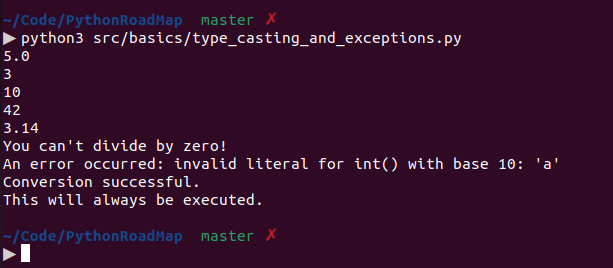 ~/Code/PythonRoadMap master ✗
▶ python3 src/basics/type_casting_and_exceptions.py
5.0
3
10
42
3.14
You can't divide by zero!
An error occurred: invalid literal for int() with base 10: 'a'
Conversion successful.
This will always be executed.
~/Code/PythonRoadMap master ✗
▶